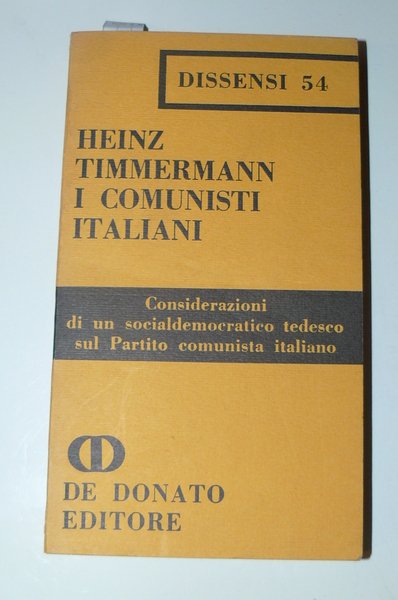 DISSENSI 54
HEINZ
TIMMERMANN
I COMUNISTI
ITALIANI
Considerazioni
di un socialdemocratico tedesco
sul Partito comunista italiano
DE DONATO
EDITORE